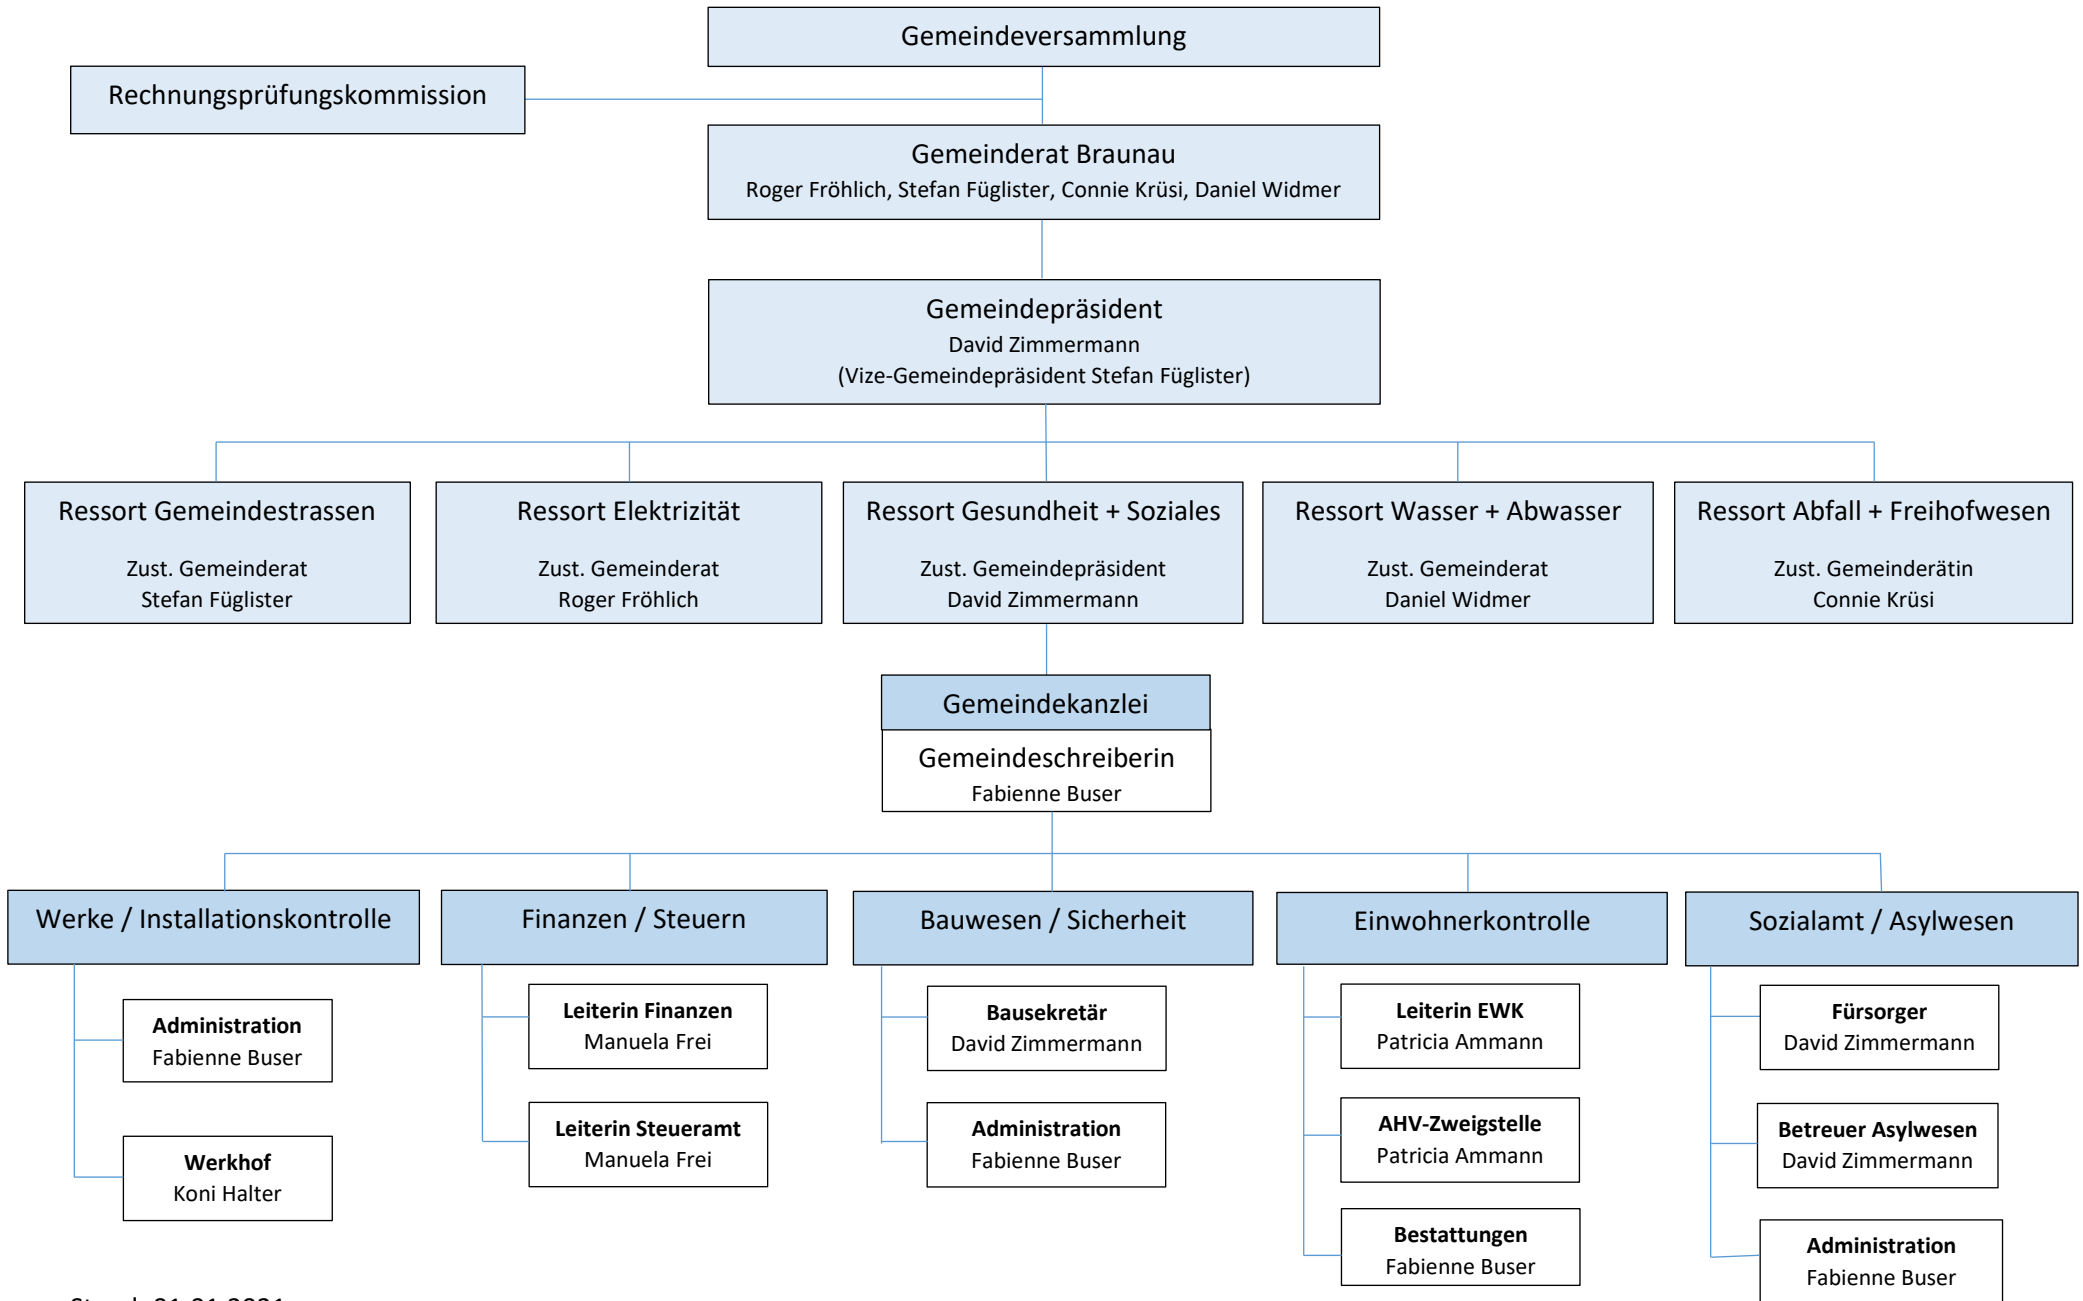 Gemeindeversammlung
Rechnungsprüfungskommission
Gemeinderat Braunau
Roger Fröhlich, Stefan Füglister, Connie Krüsi, Daniel Widmer
Gemeindepräsident
David Zimmermann
(Vize-Gemeindepräsident Stefan Füglister)
Ressort Gemeindestrassen
Zust. Gemeinderat
Stefan Füglister
Ressort Elektrizität
Zust. Gemeinderat
Roger Fröhlich
Ressort Gesundheit + Soziales
Zust. Gemeindepräsident
David Zimmermann
Ressort Wasser + Abwasser
Zust. Gemeinderat
Daniel Widmer
Ressort Abfall + Freihofwesen
Zust. Gemeinderätin
Connie Krüsi
Gemeindekanzlei
Gemeindeschreiberin
Fabienne Buser
Werke / Installationskontrolle
Administration
Fabienne Buser
Werkhof
Koni Halter
Finanzen / Steuern
Leiterin Finanzen
Manuela Frei
Leiterin Steueramt
Manuela Frei
Bauwesen / Sicherheit
Bausekretär
David Zimmermann
Administration
Fabienne Buser
Einwohnerkontrolle
Leiterin EWK
Patricia Ammann
AHV-Zweigstelle
Patricia Ammann
Bestattungen
Fabienne Buser
Sozialamt / Asylwesen
Fürsorger
David Zimmermann
Betreuer Asylwesen
David Zimmermann
Administration
Fabienne Buser